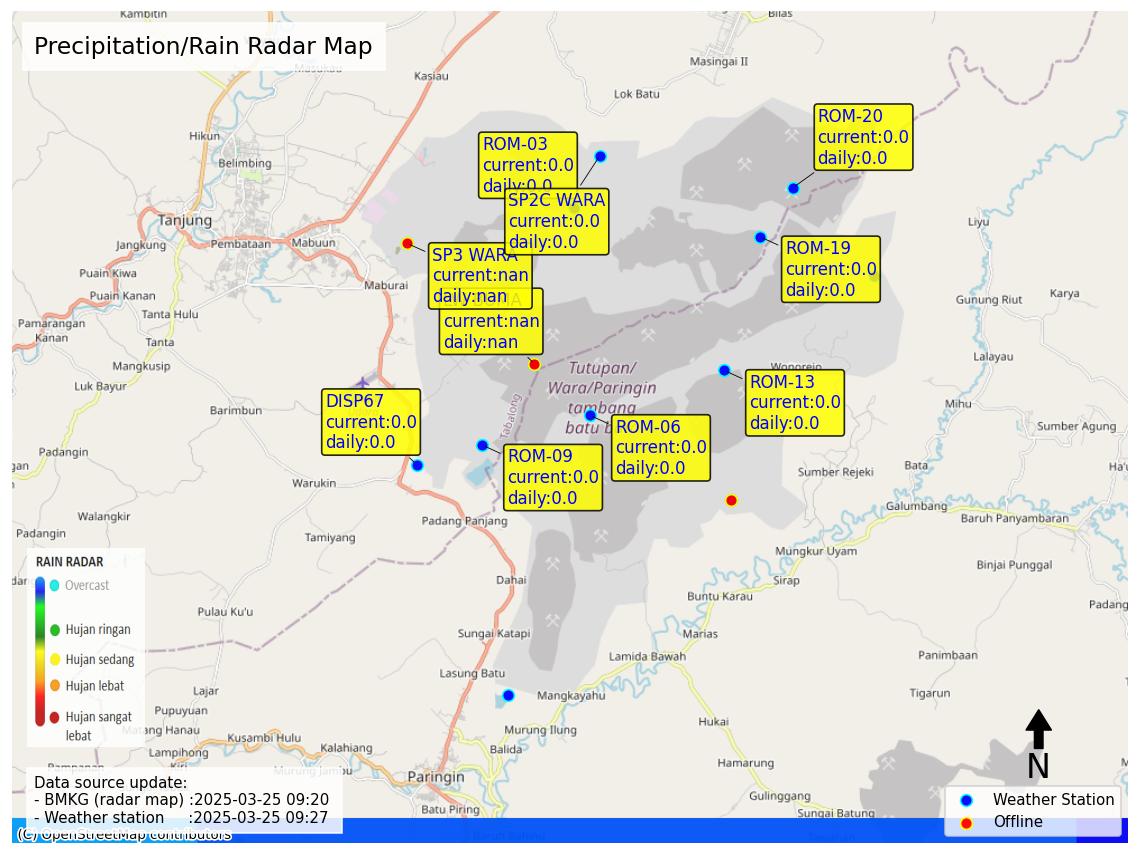 Kambitin
Bilas
Precipitation/Rain Radar Map
Masukau
Kasiau
Masingai II
Lok Batu
Hikun
Belimbing
ROM-03
current:0.0
daily:0.0
SP2C WARA
current:0.0
daily:0.0
ROM-20
current:0.0
daily:0.0
Tanjung
Jangkung
Pembataan
Mabuun
Liyu
SP3 WARA
current:nan
daily:nan
current:nan
daily:nan
ROM-19
current:0.0
daily:0.0
Puain Kiwa
Puain Kanan
Maburai
Tanta Hulu
Gunung Riut
Karya
Pamarangan
Kanan
Tanta
Mangkusip
Luk Bayur
Lalayau
Wonorejo
Tutupan/
Wara/Paringin
tambang
batu b
Tabalong
ROM-13
current:0.0
daily:0.0
DISP67
current:0.0
daily:0.0
Barimbun
Mihu
Sumber Agung
ROM-06
current:0.0
daily:0.0
ROM-09
current:0.0
daily:0.0
Padangin
Warukin
Sumber Rejeki
Bata
Galumbang
Baruh Panyambaran
Walangkir
Padangin
Tamiyang
Padang Panjang
Mungkur Uyam
Binjai Punggal
Dahai
Sirap
Buntu Karau
Padang
RAIN RADAR
Overcast
Hujan ringan
Hujan sedang
Hujan lebat
Hujan sangat
lebat
Pulau Ku'u
Sungai Katapi
Marias
Lamida Bawah
Panimbaan
Lasung Batu
Mangkayahu
Tigarun
Lajar
Pupuyuan
Matang Hanau
Lampihong
Kiri
Kusambi Hulu
Kalahiang
Murung Jambu
Murung Ilung
Balida
Hukai
Hamarung
Pampanan
Paringin
Batu Piring
Gulinggang
Sungai Batung
N
Data source update:
- BMKG (radar map) :2025-03-25 09:20
- Weather station :2025-03-25 09:27
Weather Station
Offline
(C) OpenStreetMap contributors
Baruh Bahinu